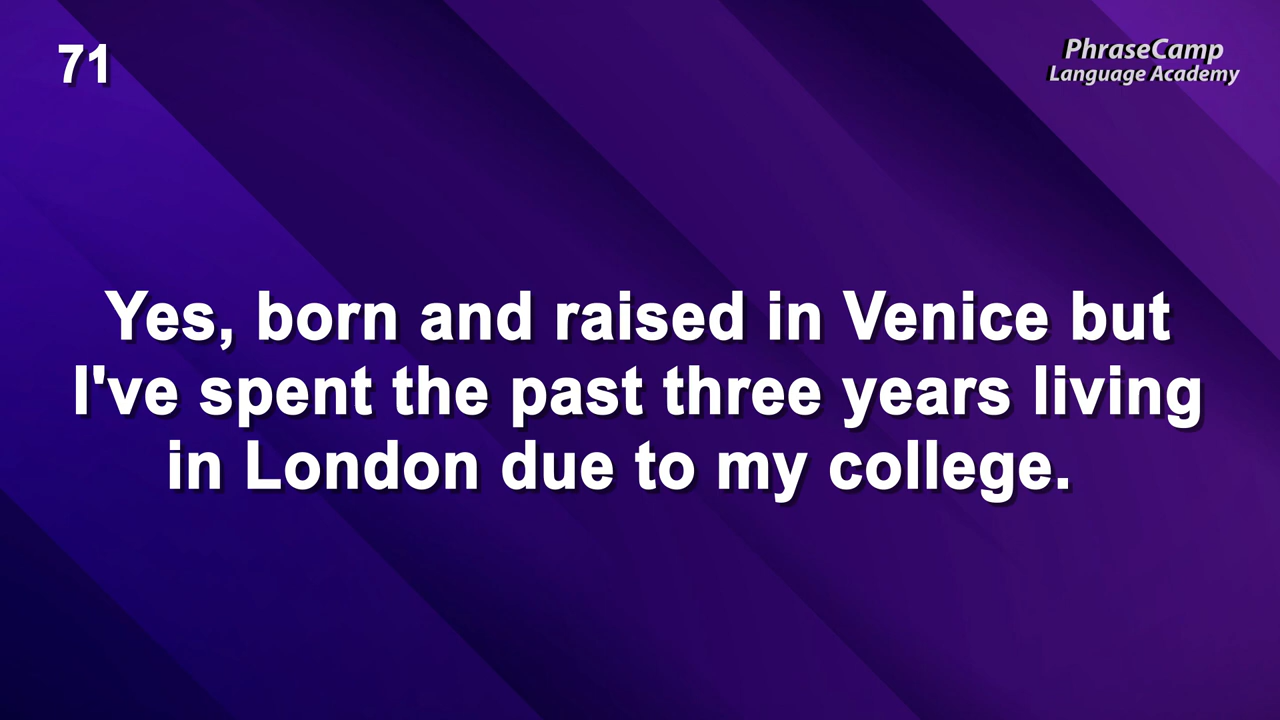 71
PhraseCamp
Language Academy
Yes, born and raised in Venice but
I've spent the past three years living
in London due to my college.